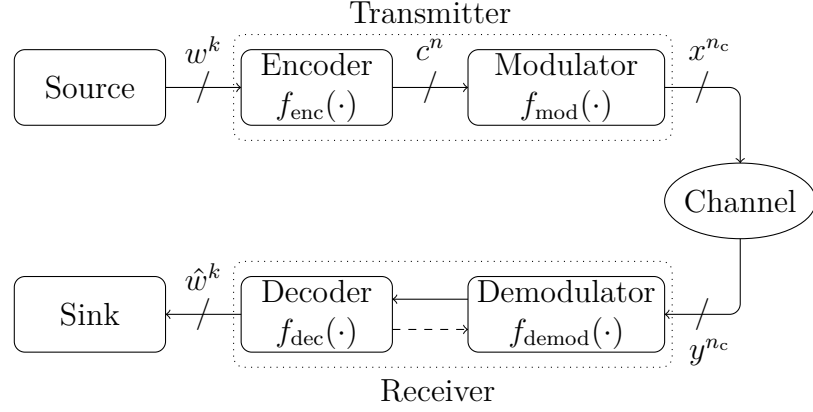 Transmitter
w^k
c^n
x^{n_c}
Source
Encoder
f_enc(·)
Modulator
f_mod(·)
Channel
ŵ^k
Sink
Decoder
f_dec(·)
Demodulator
f_demod(·)
y^{n_c}
Receiver